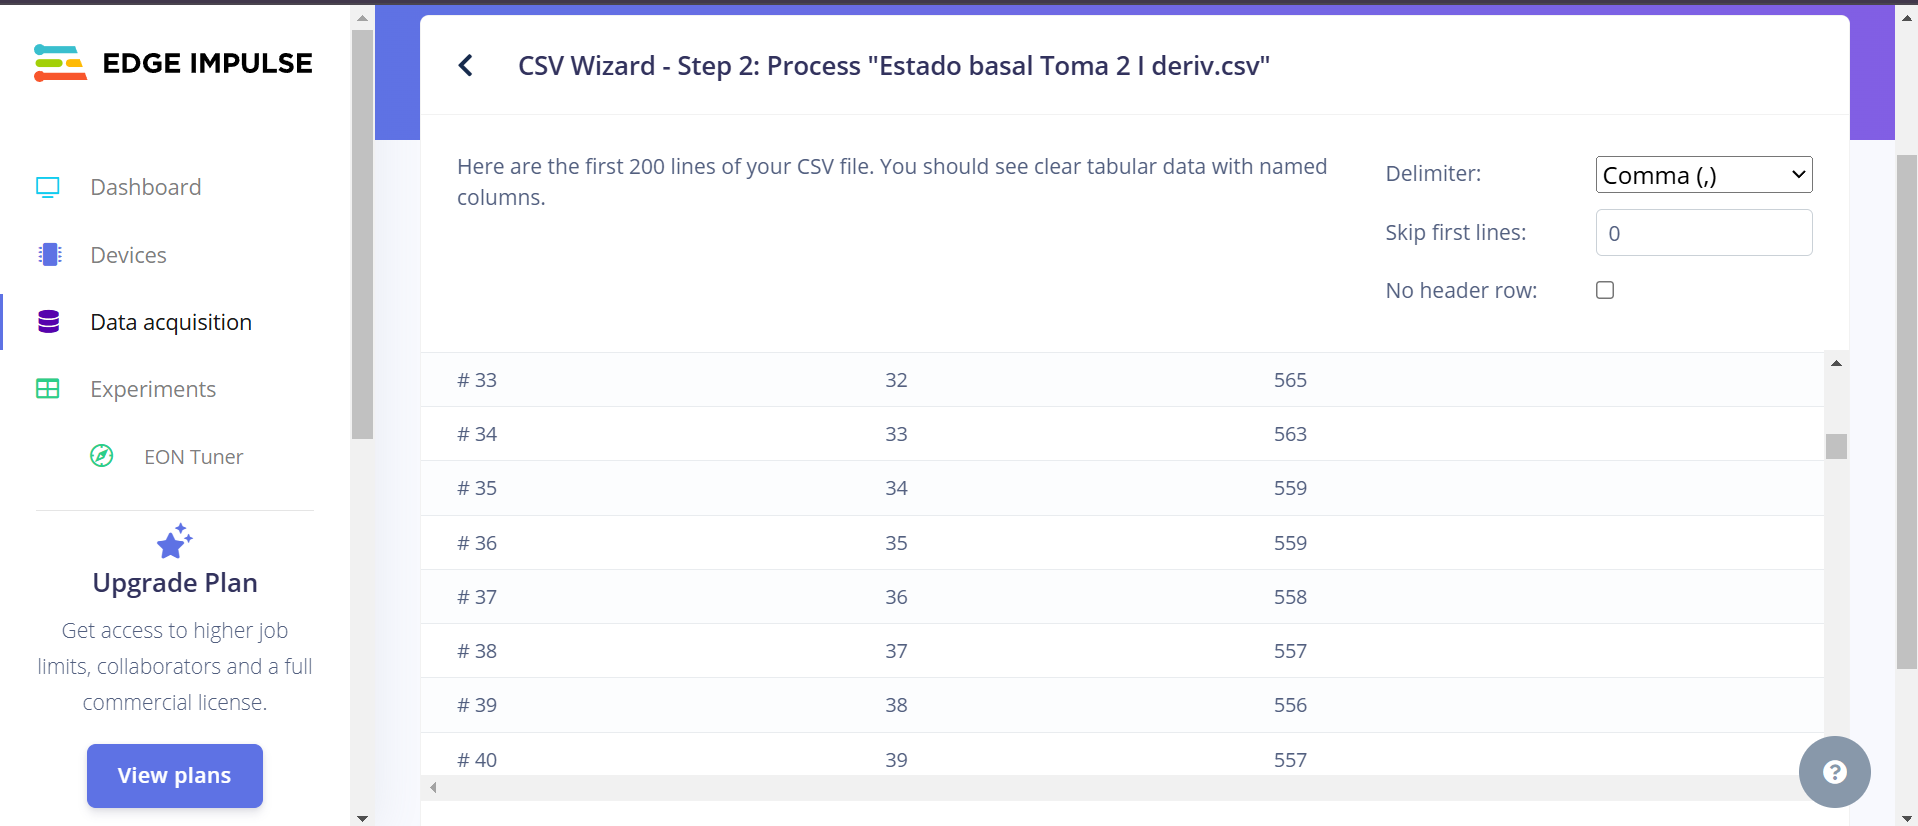 EDGE IMPULSE
Dashboard
Devices
Data acquisition
Experiments
EON Tuner
Upgrade Plan
Get access to higher job
limits, collaborators and a full
commercial license.
View plans
CSV Wizard - Step 2: Process "Estado basal Toma 2 I deriv.csv"
Here are the first 200 lines of your CSV file. You should see clear tabular data with named
columns.
Delimiter: Comma (,)
Skip first lines: 0
No header row:
# 33 32 565
# 34 33 563
# 35 34 559
# 36 35 559
# 37 36 558
# 38 37 557
# 39 38 556
# 40 39 557
?